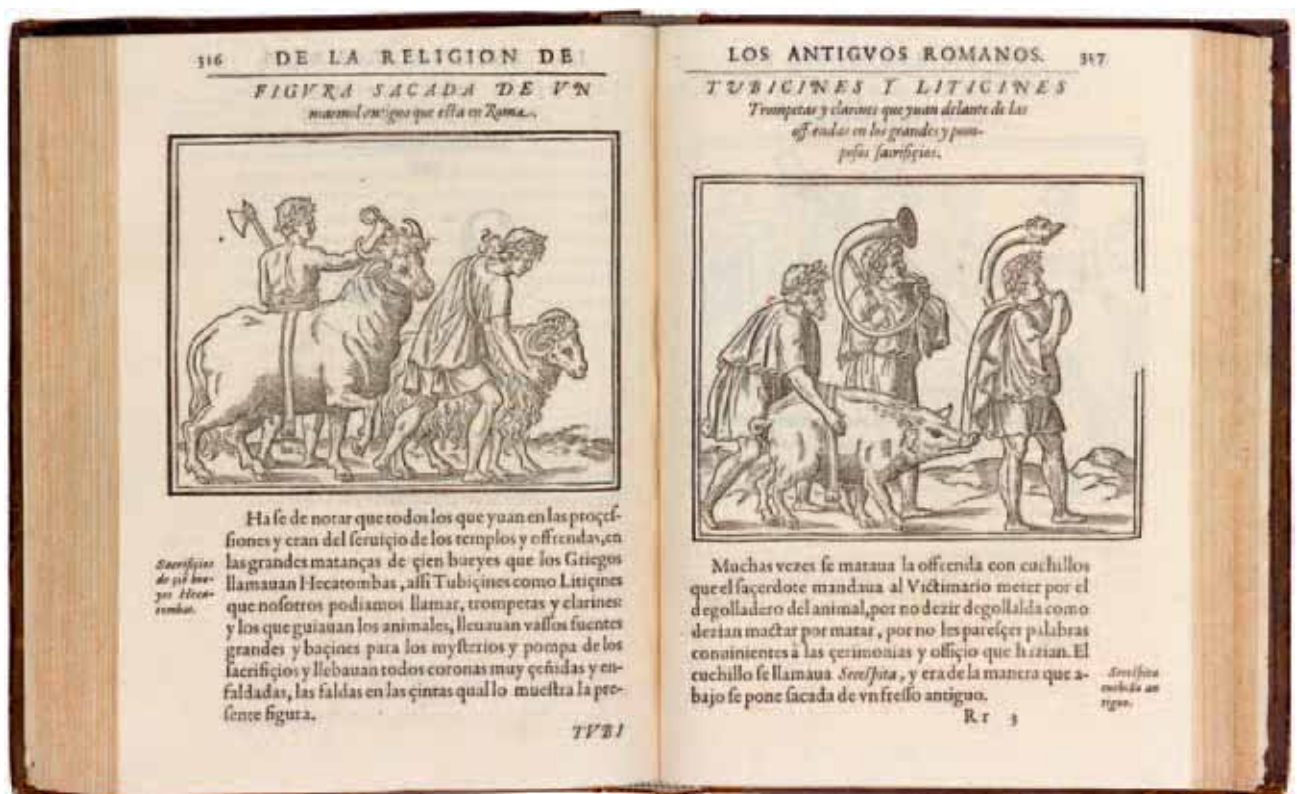 316 DE LA RELIGION DE
FIGVRA SACADA DE VN
marmol antiguo que esta en Roma.
Ha se de notar que todos los que yuan en las proçes-
siones y eran del seruiçio de los templos y offrendas, en
las grandes matanças de çien bueyes que los Griegos
llamauan Hecatombas, assi Tubiçines como Litiçines
que nosotros podiamos llamar, trompetas y clarines:
y los que guiauan los animales, lleuauan vassos fuentes
grandes y baçines para los mysterios y pompa de los
sacrifiçios y llebauan todos coronas muy çeñidas y en-
faldadas, las faldas en las çintas qual lo muestra la pre-
sente figura.
Sacrifiçios
de çiē bue-
yes Heca-
tombas.
TVBI
LOS ANTIGVOS ROMANOS. 317
TVBICINES Y LITICINES
Trompetas y clarines que yuan delante de las
offrendas en los grandes y pom-
posos sacrifiçios.
Muchas vezes se mataua la offrenda con cuchillos
que el saçerdote mandaua al Victimario meter por el
degolladero del animal, por no dezir degollalda como
dezian mactar por matar, por no les paresçer palabras
conuinientes à las çerimonias y offiçio que hazian. El
cuchillo se llamaua Sescspita, y era de la manera que a-
bajo se pone sacada de vn fresso antiguo.
cuchillo an
tiguo.
Rr 3